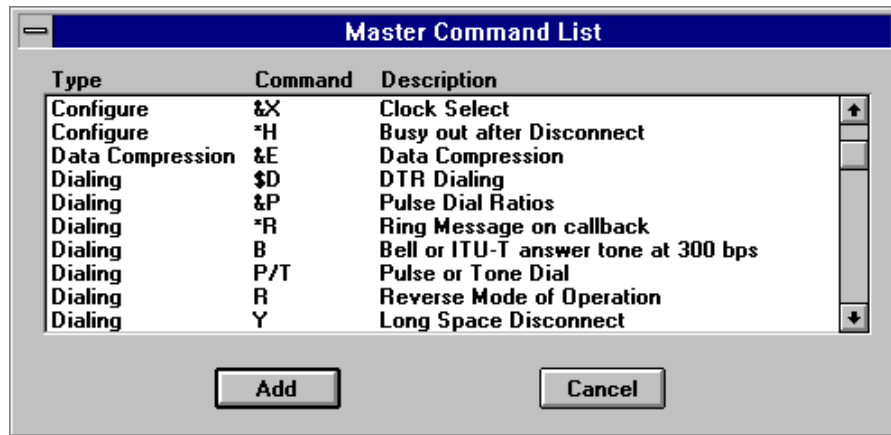 Master Command List
Type Command Description
Configure &X Clock Select
Configure *H Busy out after Disconnect
Data Compression &E Data Compression
Dialing $D DTR Dialing
Dialing &P Pulse Dial Ratios
Dialing *R Ring Message on callback
Dialing B Bell or ITU-T answer tone at 300 bps
Dialing P/T Pulse or Tone Dial
Dialing R Reverse Mode of Operation
Dialing Y Long Space Disconnect
Add Cancel